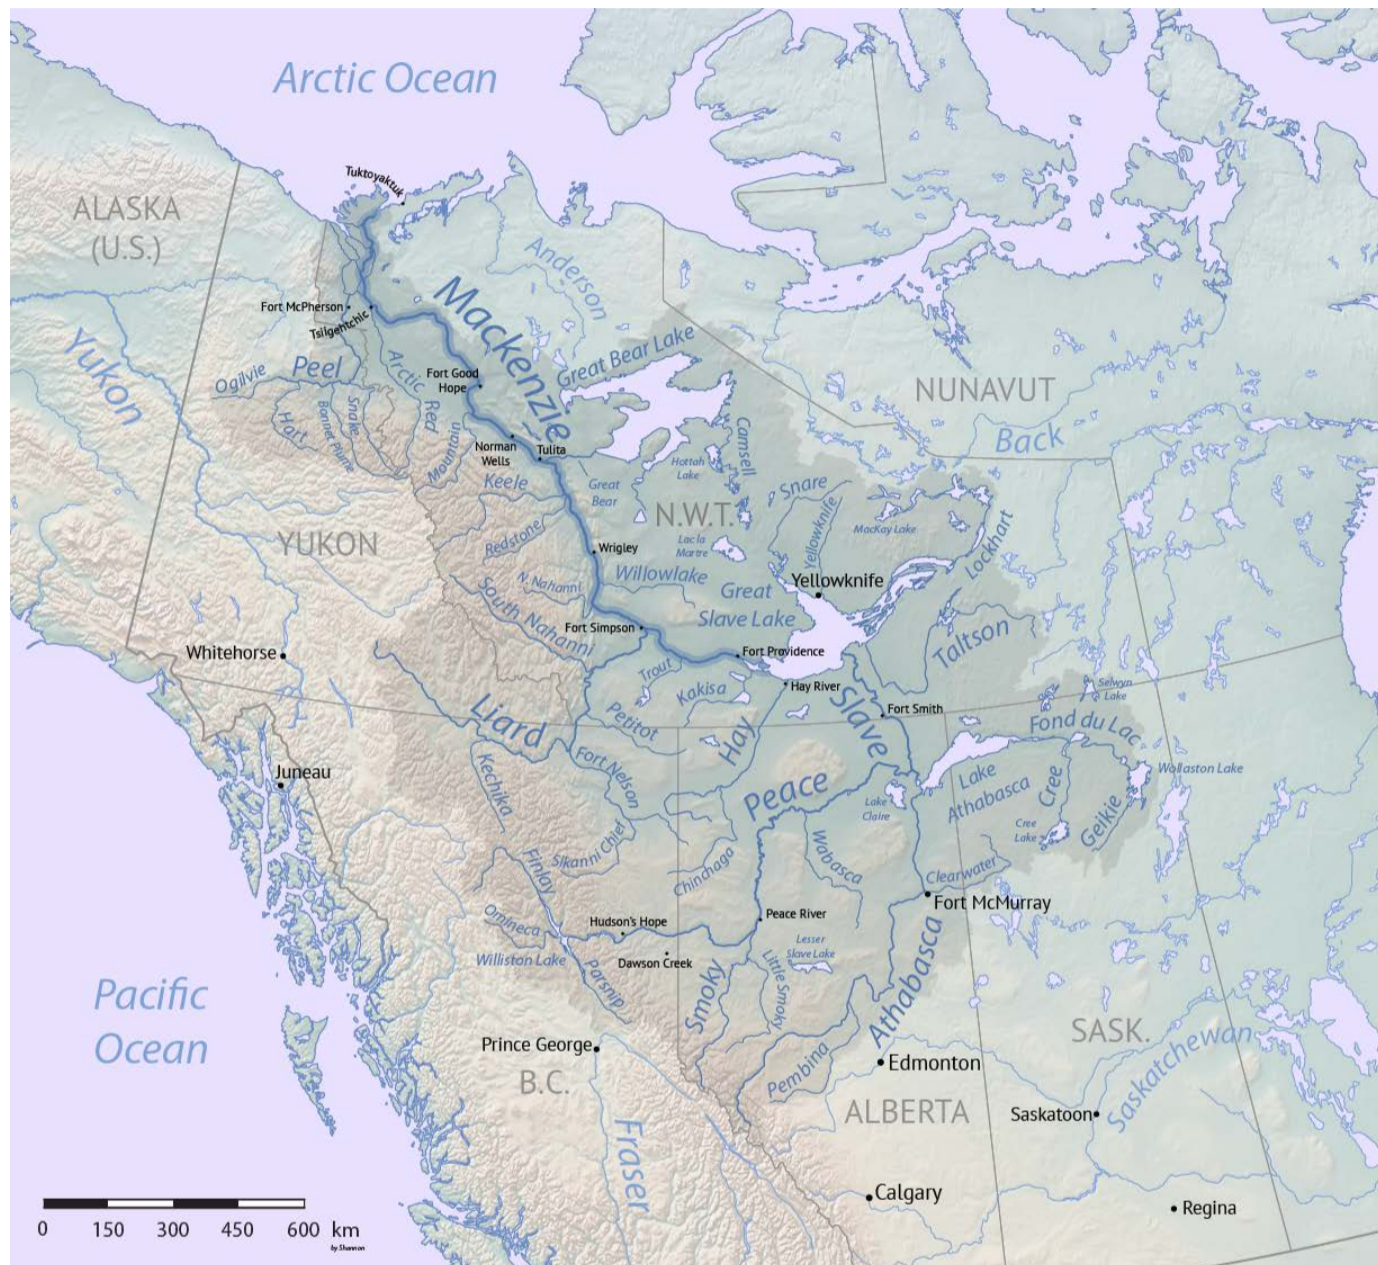 Arctic Ocean
Tuktoyaktuk
ALASKA
(U.S.)
Anderson
Mackenzie
Fort McPherson
Tsiigehtchic
Yukon
Great Bear Lake
Peel
Arctic
Red
Ogilvie
Fort Good
Hope
NUNAVUT
Hart
Bonnet Plume
Snake
Mountain
Camsell
Back
Norman
Wells
Tulita
Hottah
Lake
Keele
Great
Bear
Snare
N.W.T.
Yellowknife
MacKay Lake
Lockhart
YUKON
Redstone
Lac la
Martre
Wrigley
Willowlake
Yellowknife
N. Nahanni
South Nahanni
Great
Slave Lake
Fort Simpson
Taltson
Whitehorse
Fort Providence
Trout
Kakisa
Hay River
Selwyn
Lake
Slave
Liard
Petitot
Fort Smith
Fond du Lac
Hay
Juneau
Kechika
Fort Nelson
Peace
Lake
Athabasca
Cree
Wollaston Lake
Lake
Claire
Cree
Lake
Geikie
Sikanni Chief
Wabasca
Finlay
Chinchaga
Clearwater
Fort McMurray
Omineca
Hudson's Hope
Peace River
Williston Lake
Dawson Creek
Lesser
Slave Lake
Parsnip
Smoky
Little Smoky
Athabasca
Pacific
Ocean
SASK.
Prince George
Pembina
Edmonton
Saskatchewan
B.C.
ALBERTA
Saskatoon
Fraser
Calgary
Regina
0 150 300 450 600 km
by Shannon